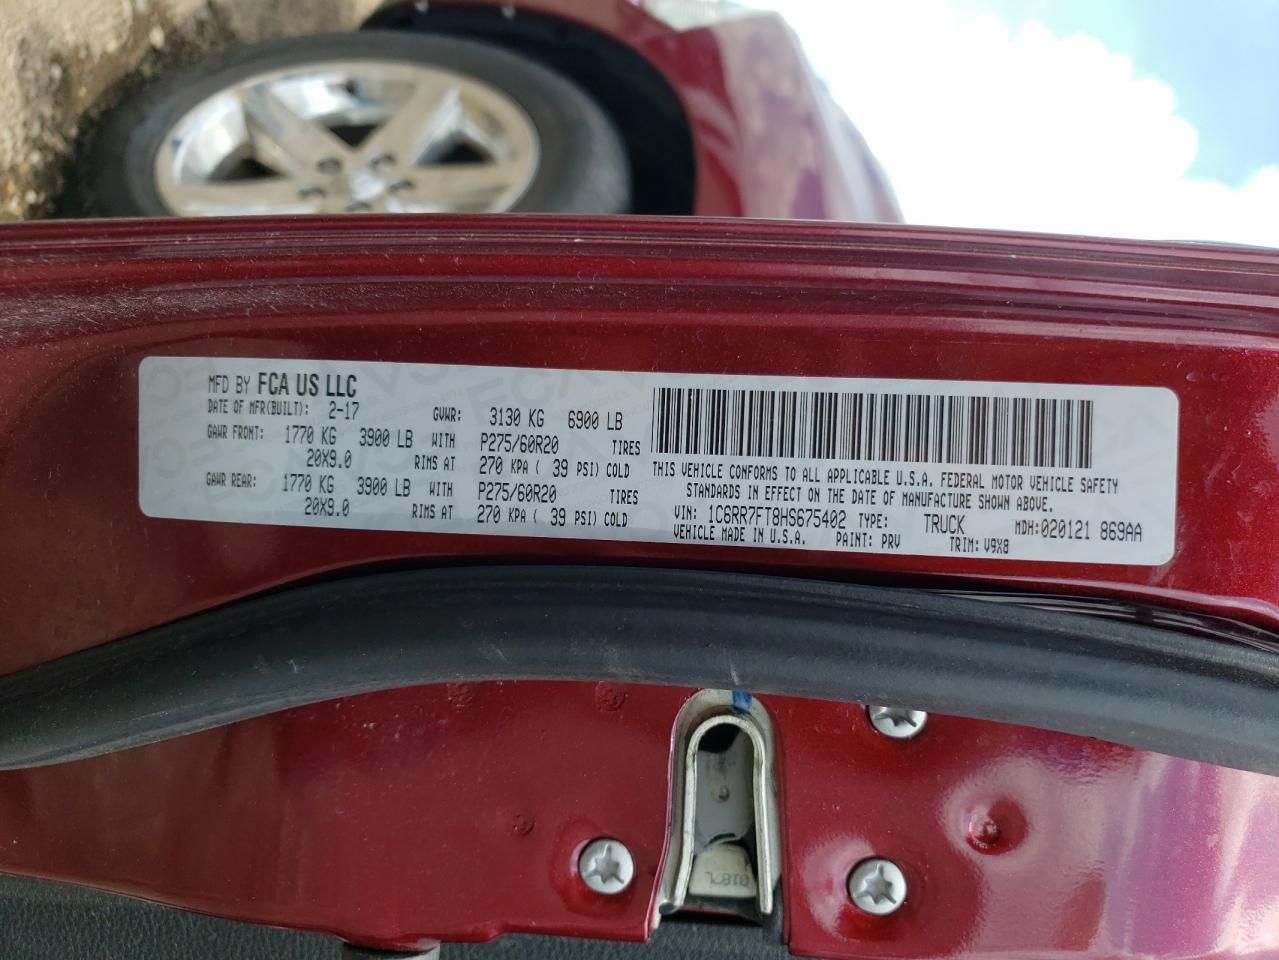 MFD BY FCA US LLC
DATE OF MFR(BUILT): 2-17 GVWR: 3130 KG 6900 LB
GAWR FRONT: 1770 KG 3900 LB WITH P275/60R20 TIRES
20X9.0 RIMS AT 270 KPA ( 39 PSI) COLD
GAWR REAR: 1770 KG 3900 LB WITH P275/60R20 TIRES
20X9.0 RIMS AT 270 KPA ( 39 PSI) COLD
THIS VEHICLE CONFORMS TO ALL APPLICABLE U.S.A. FEDERAL MOTOR VEHICLE SAFETY
STANDARDS IN EFFECT ON THE DATE OF MANUFACTURE SHOWN ABOVE.
VIN: 1C6RR7FT8HS675402 TYPE: TRUCK MDH:020121 869AA
VEHICLE MADE IN U.S.A. PAINT: PRV TRIM: V9X8